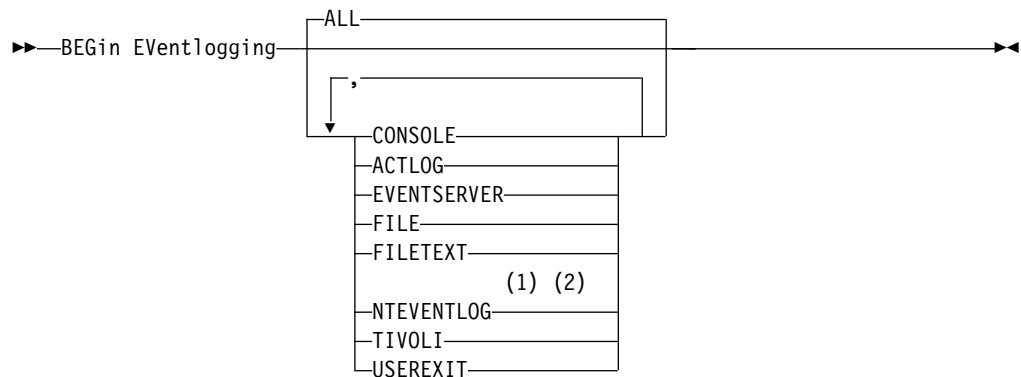 ALL
BEGin EVentlogging
,
CONSOLE
ACTLOG
EVENTSERVER
FILE
FILETEXT
(1) (2)
NTEVENTLOG
TIVOLI
USEREXIT